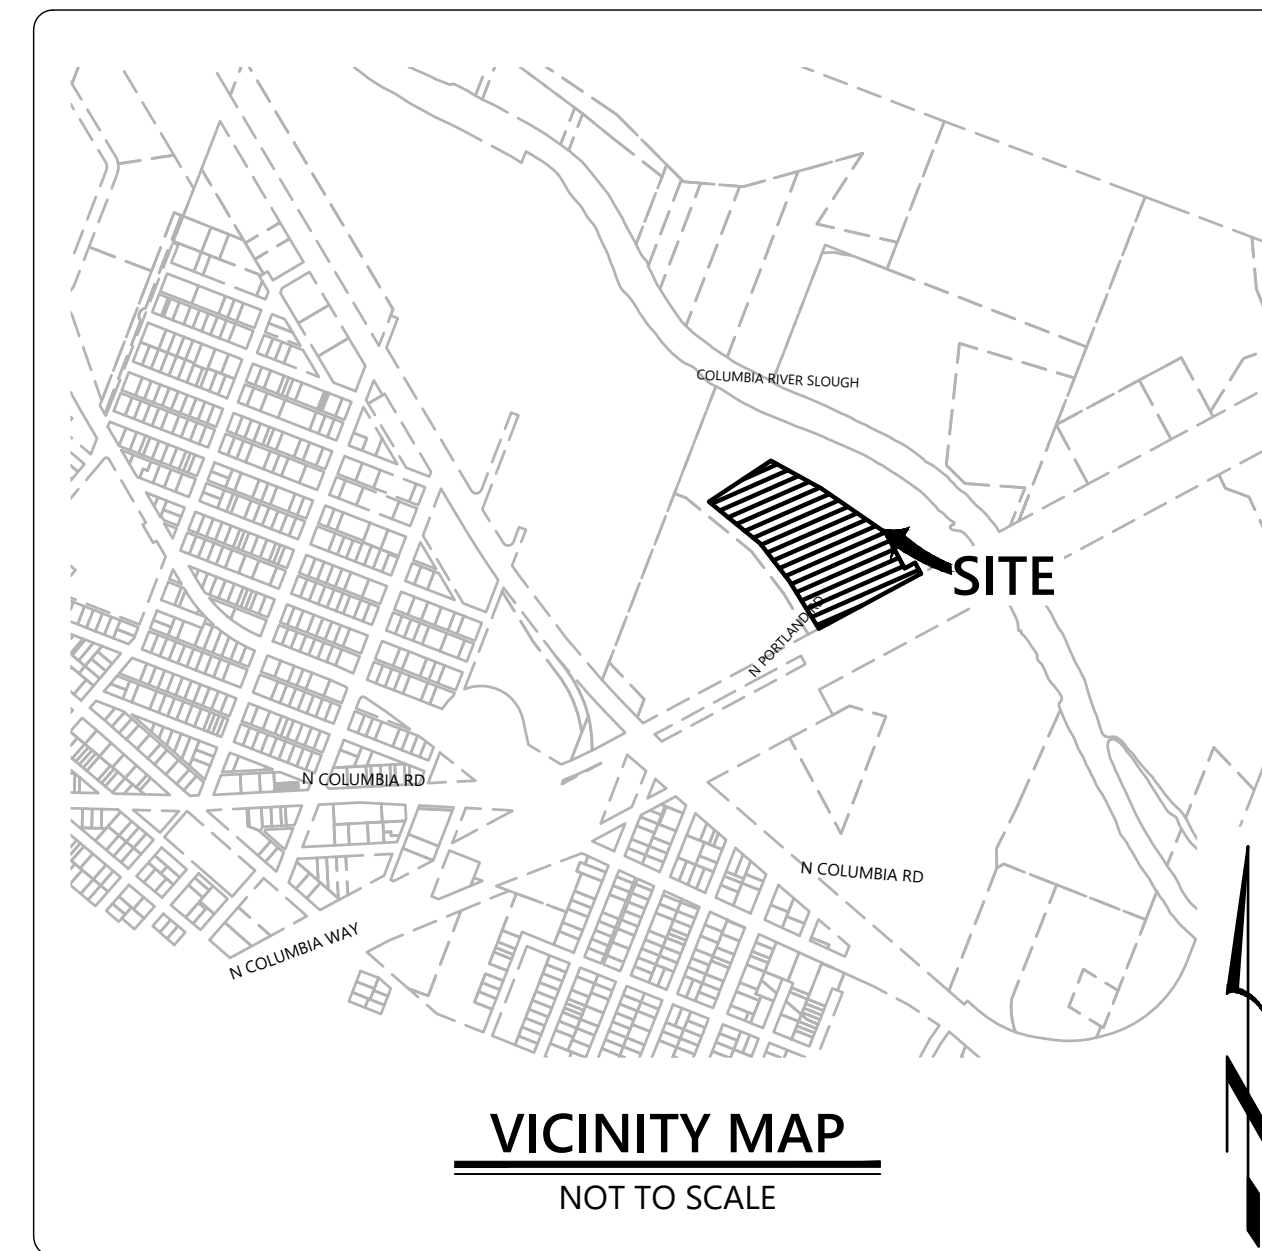 COLUMBIA RIVER SLOUGH
SITE
N PORTLAND RD
N COLUMBIA RD
N COLUMBIA RD
N COLUMBIA WAY
VICINITY MAP
NOT TO SCALE